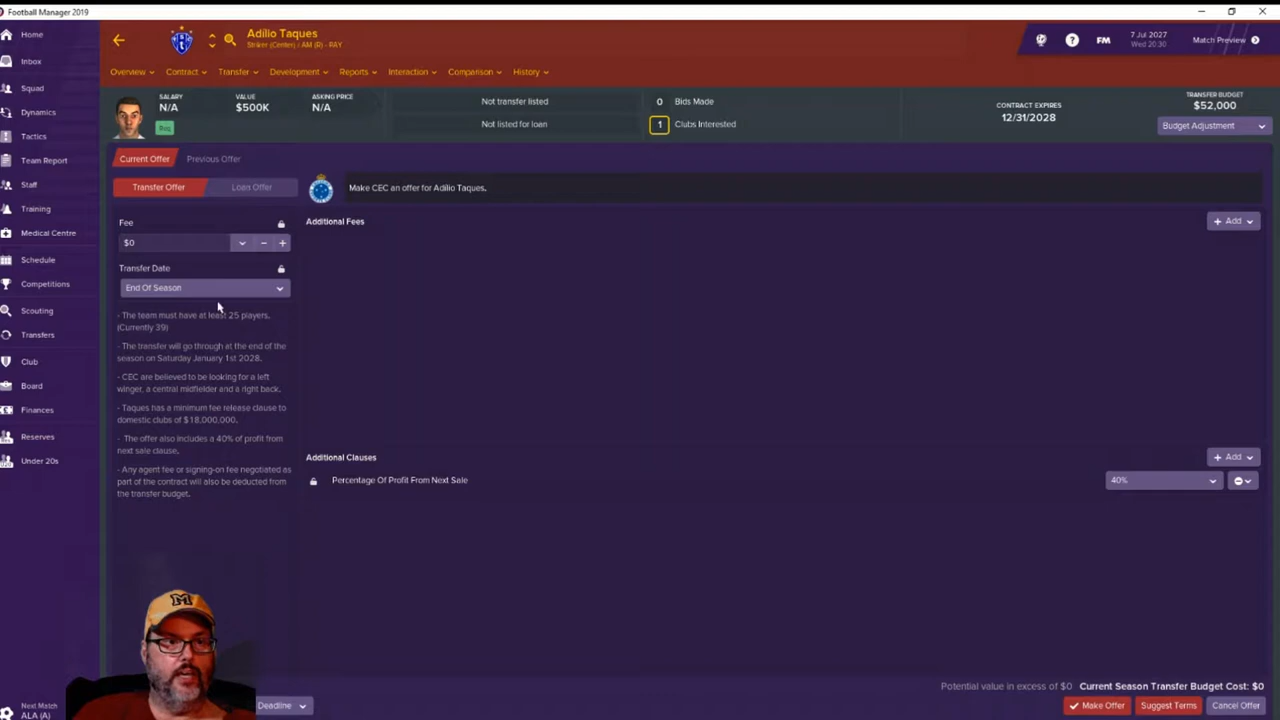 Football Manager 2019
Home
Inbox
Squad
Dynamics
Tactics
Team Report
Staff
Training
Medical Centre
Schedule
Competitions
Scouting
Transfers
Club
Board
Finances
Reserves
Under 20s
Next Match
ALA (A)
Adílio Taques
Striker (Center) / AM (R) - PAY
7 Jul 2027
Wed 20:30
FM
Match Preview
Overview
Contract
Transfer
Development
Reports
Interaction
Comparison
History
SALARY
N/A
VALUE
$500K
ASKING PRICE
N/A
Not transfer listed
Not listed for loan
0 Bids Made
1 Clubs Interested
CONTRACT EXPIRES
12/31/2028
TRANSFER BUDGET
$52,000
Budget Adjustment
Current Offer
Previous Offer
Transfer Offer
Loan Offer
Make CEC an offer for Adílio Taques.
Fee
$0
Transfer Date
End Of Season
- The team must have at least 25 players.
(Currently 39)
- The transfer will go through at the end of the
season on Saturday January 1st 2028.
- CEC are believed to be looking for a left
winger, a central midfielder and a right back.
- Taques has a minimum fee release clause to
domestic clubs of $18,000,000.
- The offer also includes a 40% of profit from
next sale clause.
- Any agent fee or signing-on fee negotiated as
part of the contract will also be deducted from
the transfer budget.
Additional Fees
+ Add
Additional Clauses
+ Add
Percentage Of Profit From Next Sale
40%
M
Deadline
Potential value in excess of $0
Current Season Transfer Budget Cost: $0
Make Offer
Suggest Terms
Cancel Offer